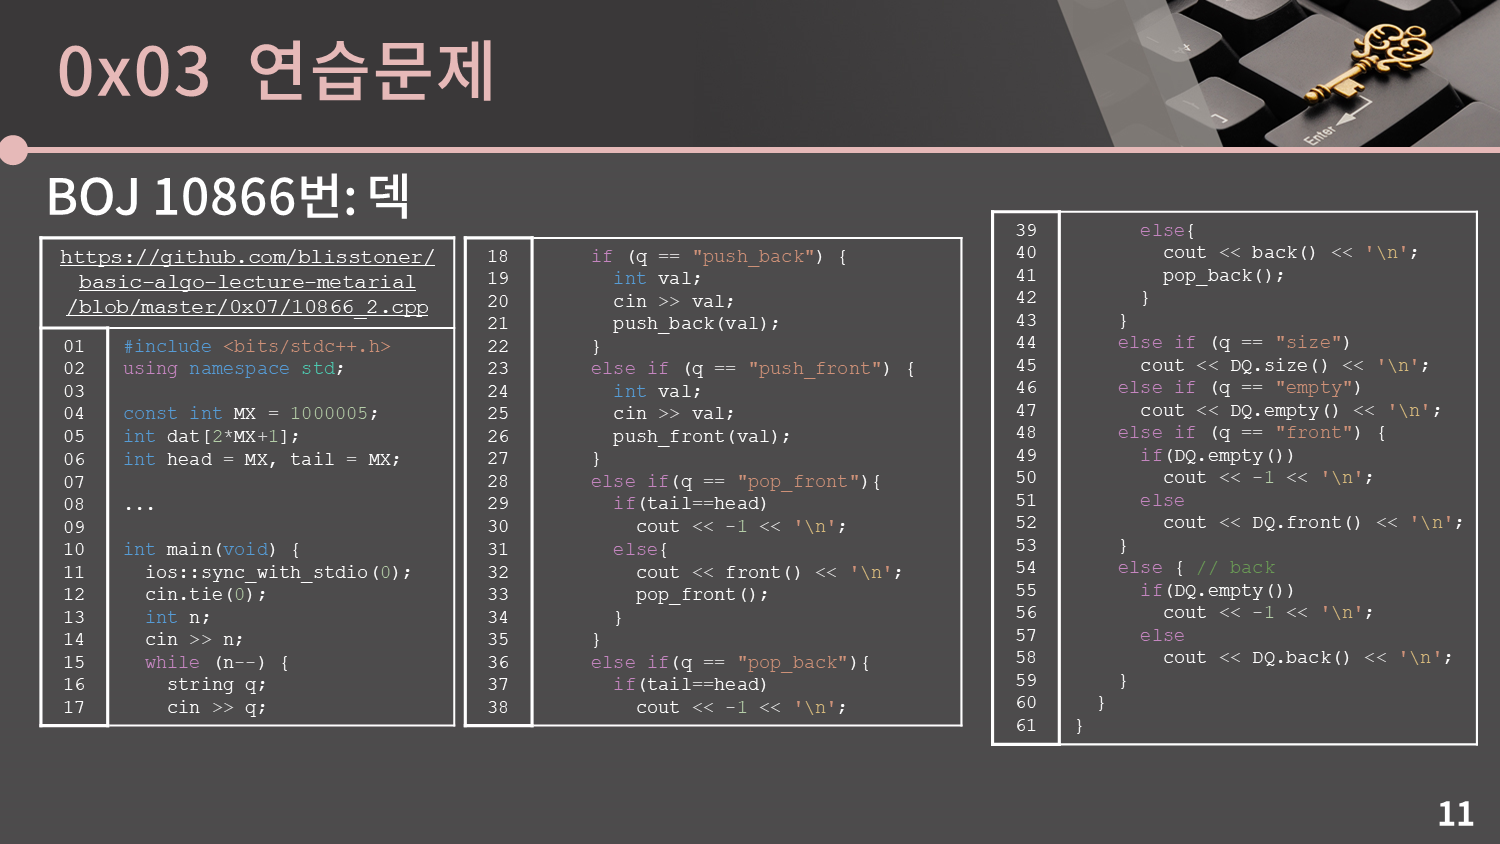 0x03 연습문제
BOJ 10866번: 덱
https://github.com/blisstoner/
basic-algo-lecture-metarial
/blob/master/0x07/10866_2.cpp
01 #include <bits/stdc++.h>
02 using namespace std;
03
04 const int MX = 1000005;
05 int dat[2*MX+1];
06 int head = MX, tail = MX;
07
08 ...
09
10 int main(void) {
11   ios::sync_with_stdio(0);
12   cin.tie(0);
13   int n;
14   cin >> n;
15   while (n--) {
16     string q;
17     cin >> q;
18     if (q == "push_back") {
19       int val;
20       cin >> val;
21       push_back(val);
22     }
23     else if (q == "push_front") {
24       int val;
25       cin >> val;
26       push_front(val);
27     }
28     else if(q == "pop_front"){
29       if(tail==head)
30         cout << -1 << '\n';
31       else{
32         cout << front() << '\n';
33         pop_front();
34       }
35     }
36     else if(q == "pop_back"){
37       if(tail==head)
38         cout << -1 << '\n';
39       else{
40         cout << back() << '\n';
41         pop_back();
42       }
43     }
44     else if (q == "size")
45       cout << DQ.size() << '\n';
46     else if (q == "empty")
47       cout << DQ.empty() << '\n';
48     else if (q == "front") {
49       if(DQ.empty())
50         cout << -1 << '\n';
51       else
52         cout << DQ.front() << '\n';
53     }
54     else { // back
55       if(DQ.empty())
56         cout << -1 << '\n';
57       else
58         cout << DQ.back() << '\n';
59     }
60   }
61 }
Enter
11